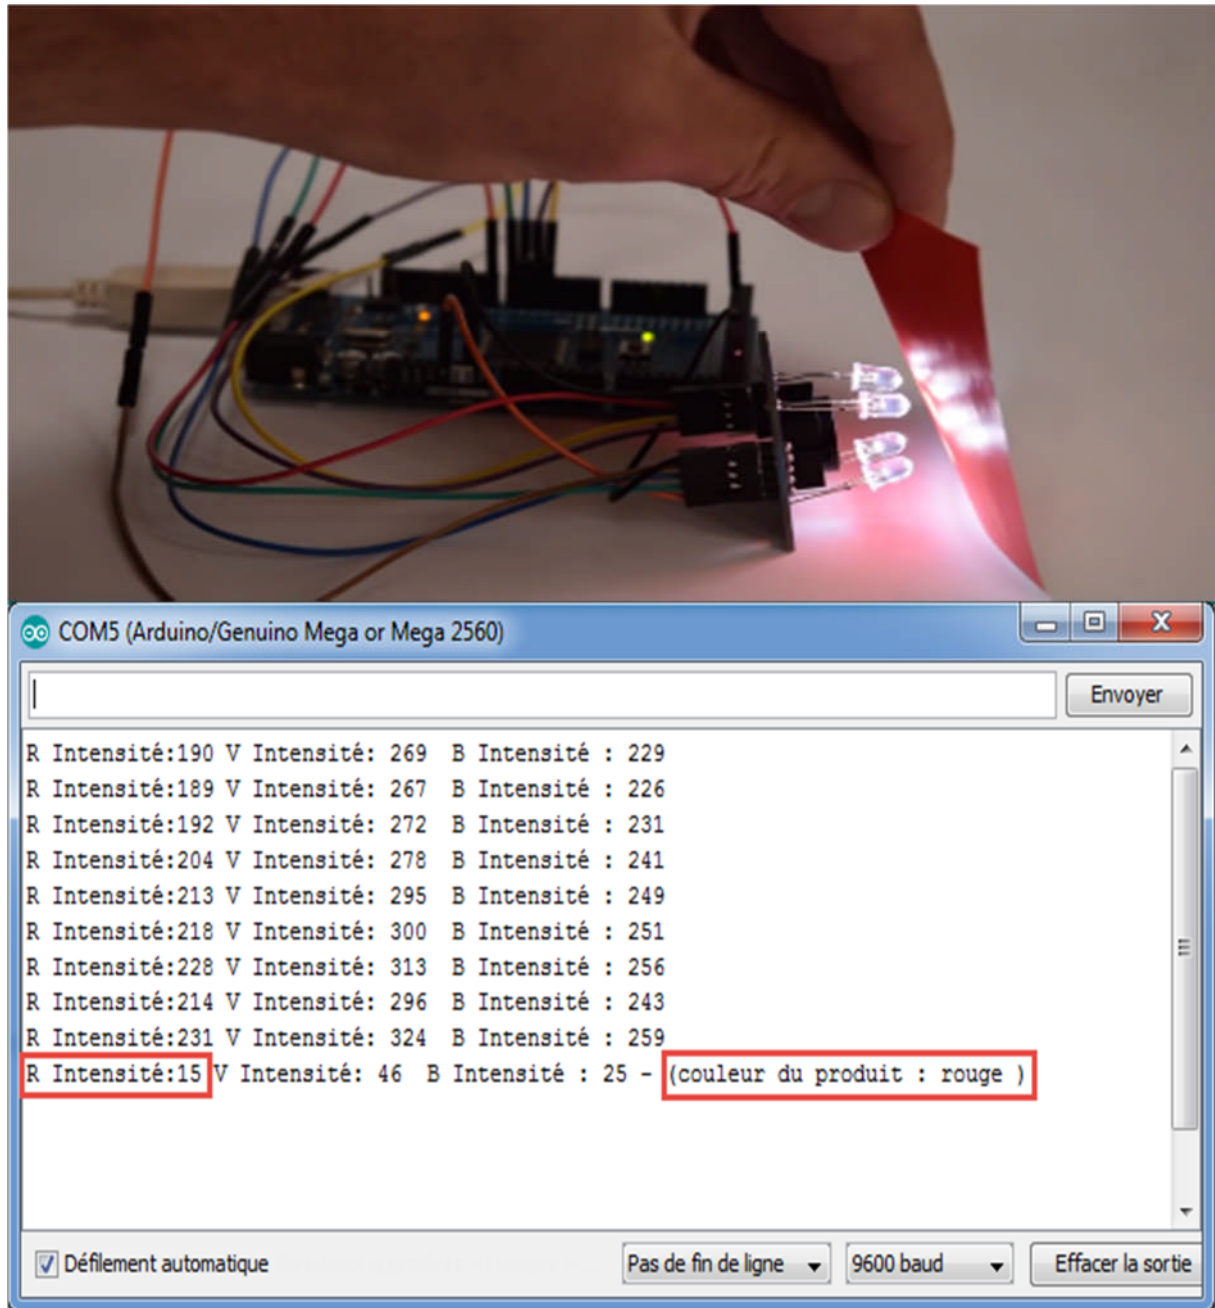 COM5 (Arduino/Genuino Mega or Mega 2560)
Envoyer
R Intensité:190 V Intensité: 269  B Intensité : 229
R Intensité:189 V Intensité: 267  B Intensité : 226
R Intensité:192 V Intensité: 272  B Intensité : 231
R Intensité:204 V Intensité: 278  B Intensité : 241
R Intensité:213 V Intensité: 295  B Intensité : 249
R Intensité:218 V Intensité: 300  B Intensité : 251
R Intensité:228 V Intensité: 313  B Intensité : 256
R Intensité:214 V Intensité: 296  B Intensité : 243
R Intensité:231 V Intensité: 324  B Intensité : 259
R Intensité:15 V Intensité: 46  B Intensité : 25 - (couleur du produit : rouge )
Défilement automatique Pas de fin de ligne 9600 baud Effacer la sortie